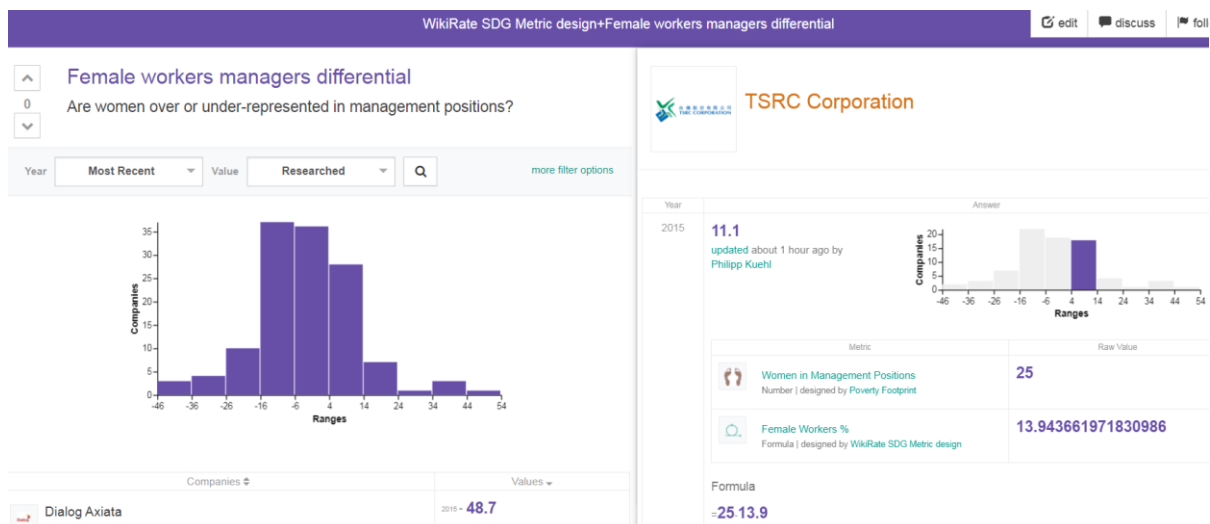 WikiRate SDG Metric design+Female workers managers differential
edit
discuss
foll
Female workers managers differential
0
Are women over or under-represented in management positions?
Year
Most Recent
Value
Researched
more filter options
35
30
25
20
15
10
5
0
Companies
-46 -36 -26 -16 -6 4 14 24 34 44 54
Ranges
Companies
Values
Dialog Axiata
2015 = 48.7
TSRC CORPORATION
TSRC Corporation
Year
Answer
2015
11.1
updated about 1 hour ago by
Philipp Kuehl
20
15
10
5
0
Companies
-46 -36 -26 -16 -6 4 14 24 34 44 54
Ranges
Metric
Raw Value
Women in Management Positions
25
Number | designed by Poverty Footprint
Female Workers %
13.943661971830986
Formula | designed by WikiRate SDG Metric design
Formula
=25-13.9